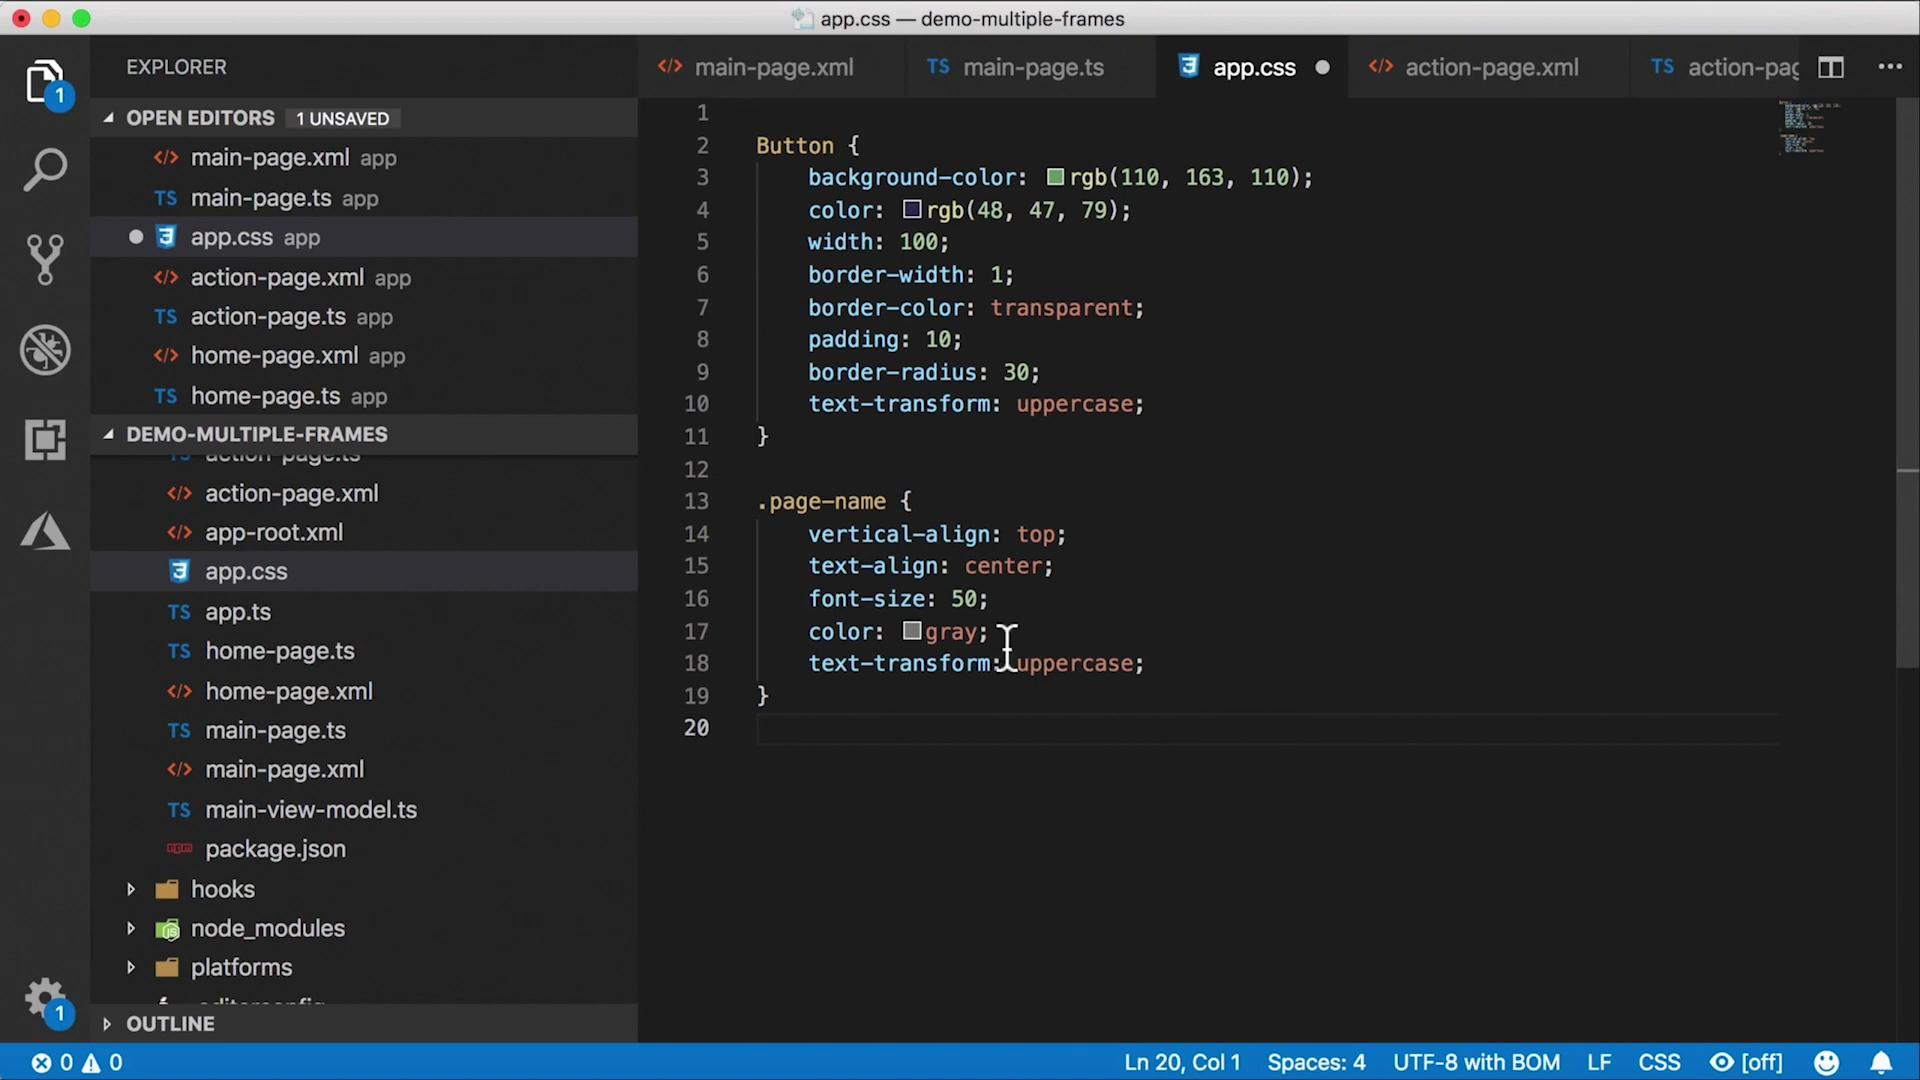 app.css — demo-multiple-frames
EXPLORER
OPEN EDITORS 1 UNSAVED
main-page.xml app
TS main-page.ts app
app.css app
action-page.xml app
TS action-page.ts app
home-page.xml app
TS home-page.ts app
DEMO-MULTIPLE-FRAMES
TS action-page.ts
action-page.xml
app-root.xml
app.css
TS app.ts
TS home-page.ts
home-page.xml
TS main-page.ts
main-page.xml
TS main-view-model.ts
package.json
hooks
node_modules
platforms
.editorconfig
OUTLINE
1
1
main-page.xml
TS main-page.ts
app.css
action-page.xml
TS action-pag
1
2 Button {
3 background-color: rgb(110, 163, 110);
4 color: rgb(48, 47, 79);
5 width: 100;
6 border-width: 1;
7 border-color: transparent;
8 padding: 10;
9 border-radius: 30;
10 text-transform: uppercase;
11 }
12
13 .page-name {
14 vertical-align: top;
15 text-align: center;
16 font-size: 50;
17 color: gray;
18 text-transform: uppercase;
19 }
20
0 0 Ln 20, Col 1 Spaces: 4 UTF-8 with BOM LF CSS [off]